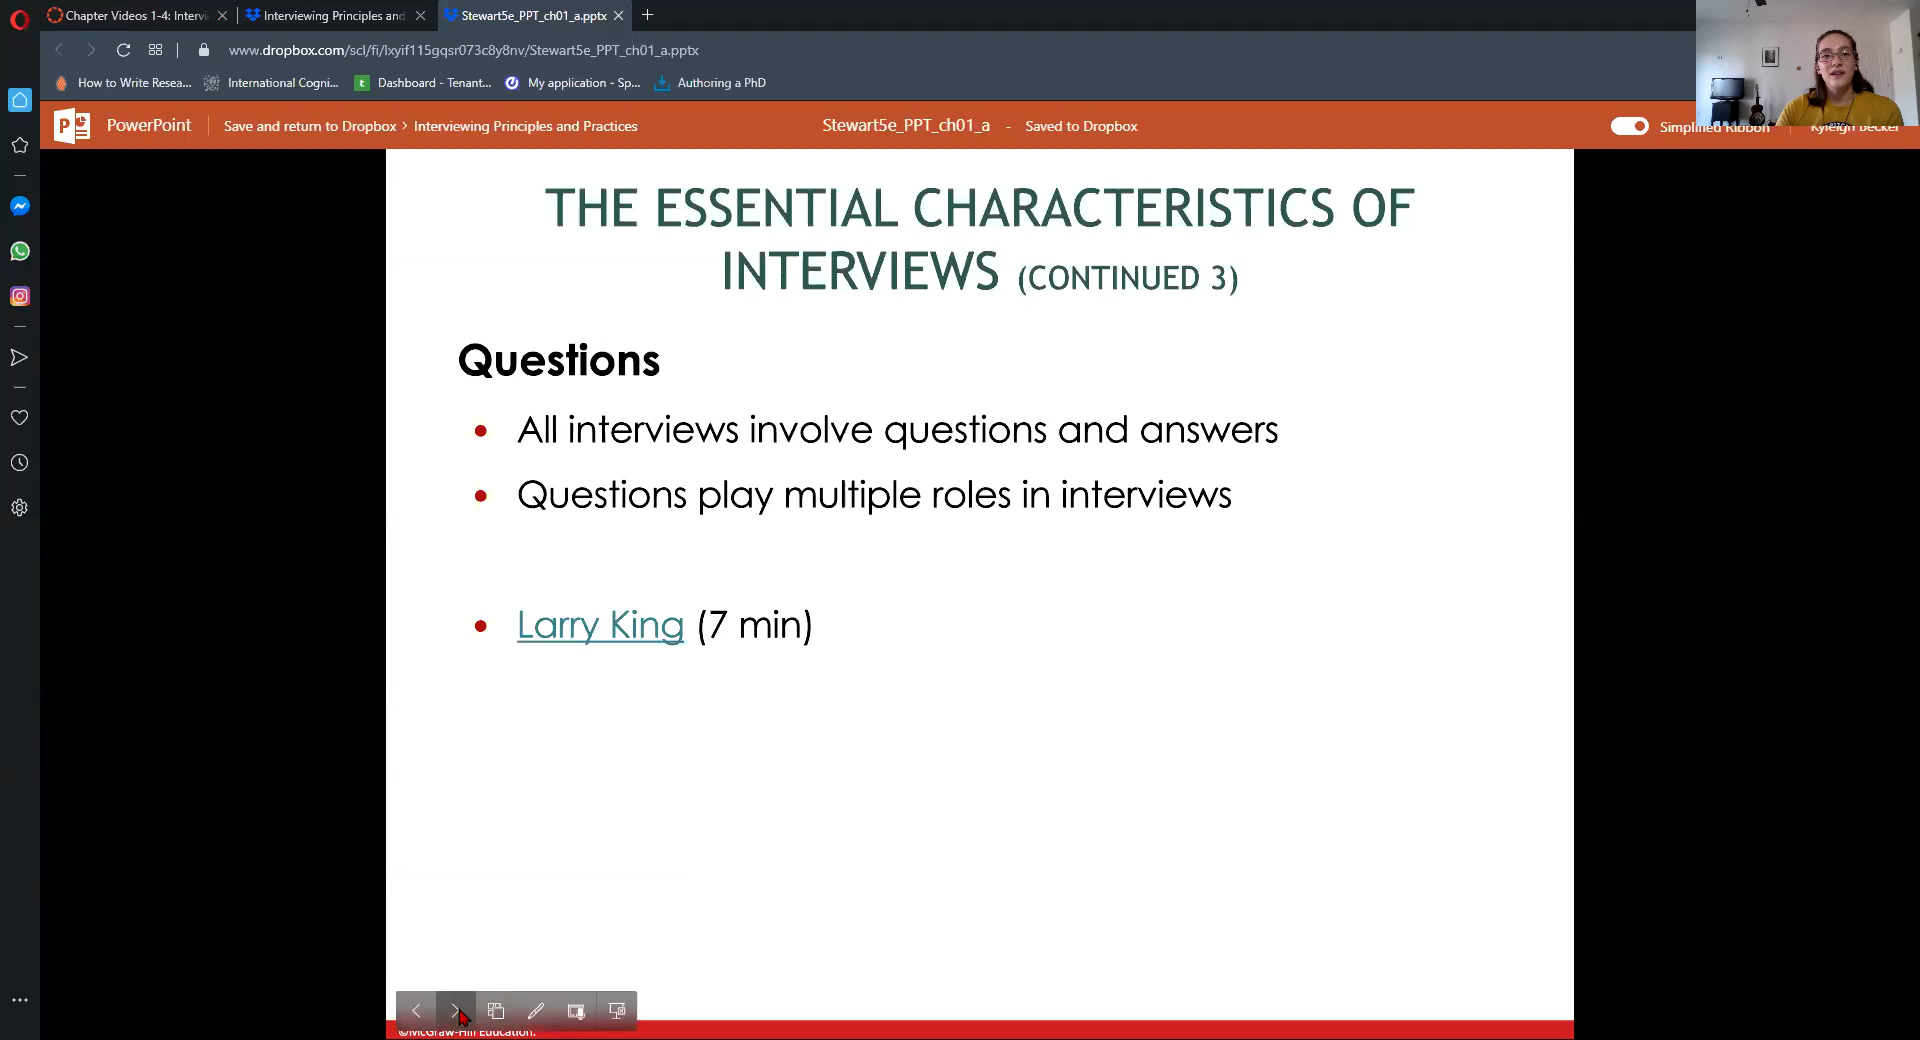 Chapter Videos 1-4: Intervi
Interviewing Principles and
Stewart5e_PPT_ch01_a.pptx
www.dropbox.com/scl/fi/lxyif115gqsr073c8y8nv/Stewart5e_PPT_ch01_a.pptx
How to Write Resea...
International Cogni...
t
Dashboard - Tenant...
My application - Sp...
Authoring a PhD
P
PowerPoint
Save and return to Dropbox > Interviewing Principles and Practices
Stewart5e_PPT_ch01_a - Saved to Dropbox
Simplified Ribbon
Kyleigh Becker
THE ESSENTIAL CHARACTERISTICS OF
INTERVIEWS (CONTINUED 3)
Questions
• All interviews involve questions and answers
• Questions play multiple roles in interviews
• Larry King (7 min)
©McGraw-Hill Education.